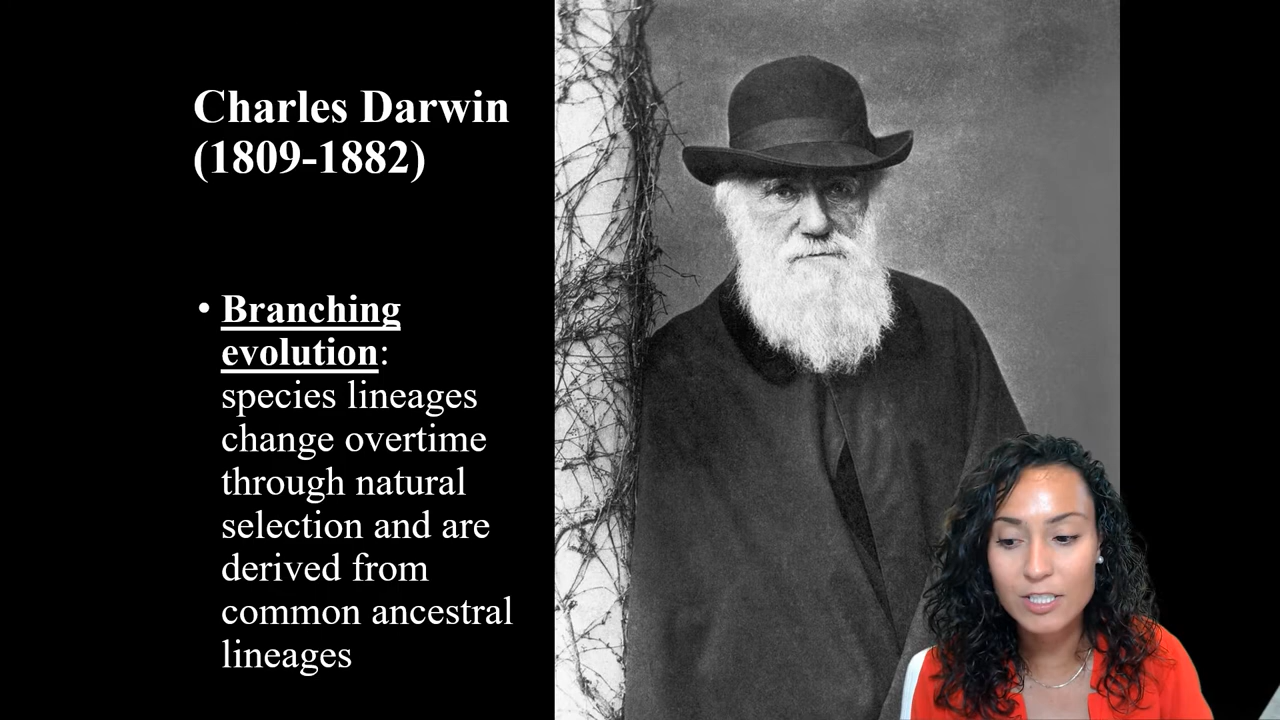 Charles Darwin
(1809-1882)
• Branching
evolution:
species lineages
change overtime
through natural
selection and are
derived from
common ancestral
lineages